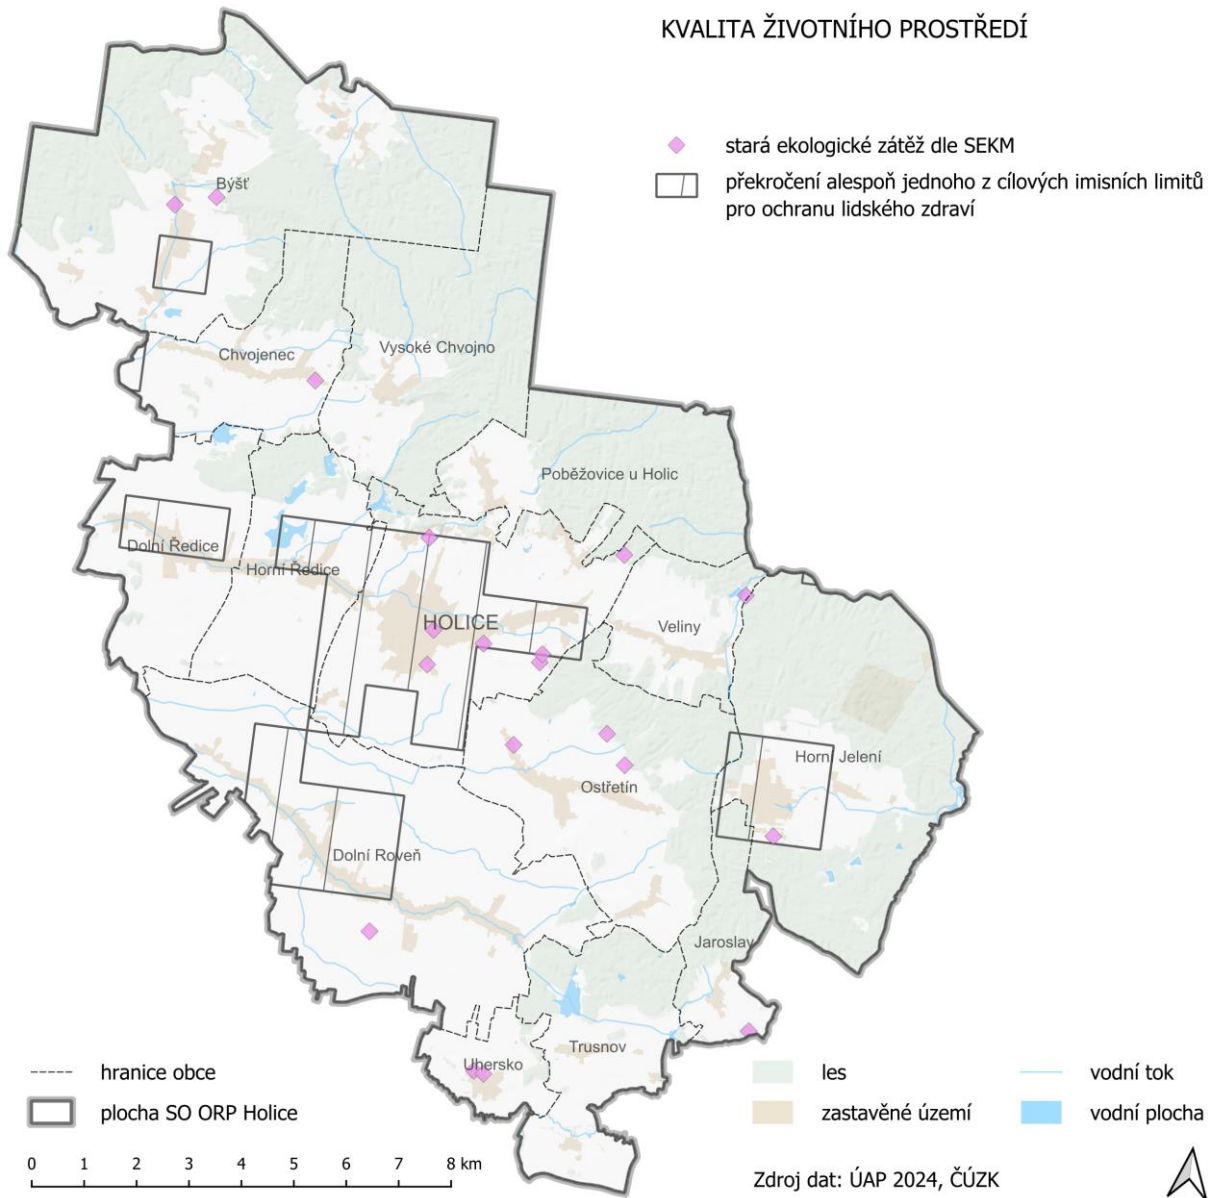 KVALITA ŽIVOTNÍHO PROSTŘEDÍ
stará ekologické zátěž dle SEKM
překročení alespoň jednoho z cílových imisních limitů
pro ochranu lidského zdraví
Býšť
Chvojenec
Vysoké Chvojno
Poběžovice u Holic
Dolní Ředice
Horní Ředice
HOLICE
Veliny
Horní Jelení
Ostřetín
Dolní Roveň
Jaroslav
Trusnov
Uhersko
hranice obce
plocha SO ORP Holice
les
zastavěné území
vodní tok
vodní plocha
0 1 2 3 4 5 6 7 8 km
Zdroj dat: ÚAP 2024, ČÚZK